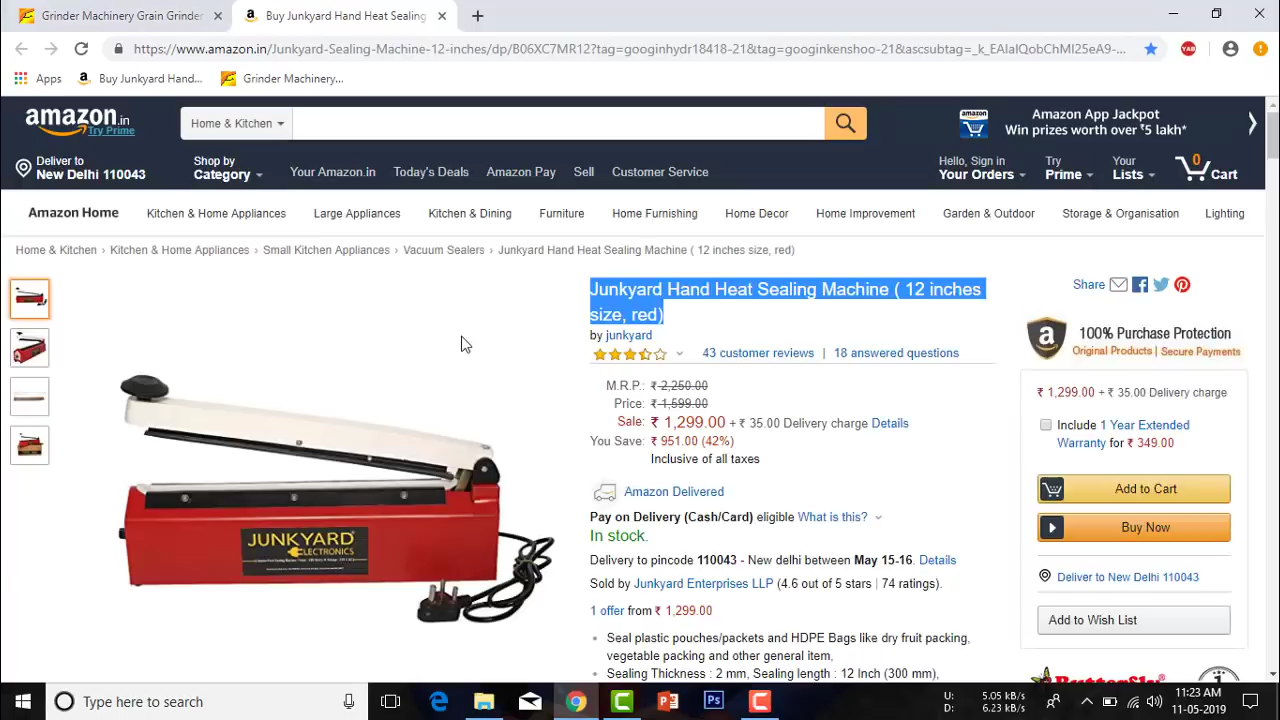 Grinder Machinery Grain Grinder
Buy Junkyard Hand Heat Sealing
https://www.amazon.in/Junkyard-Sealing-Machine-12-inches/dp/B06XC7MR12?tag=googinhydr18418-21&tag=googinkenshoo-21&ascsubtag=_k_EAIaIQobChMI25eA9-...
YAB
Apps
Buy Junkyard Hand...
Grinder Machinery...
amazon.in
Try Prime
Home & Kitchen
Amazon App Jackpot
Win prizes worth over ₹5 lakh*
Deliver to
New Delhi 110043
Shop by
Category
Your Amazon.in
Today's Deals
Amazon Pay
Sell
Customer Service
Hello, Sign in
Your Orders
Try
Prime
Your
Lists
0
Cart
Amazon Home
Kitchen & Home Appliances
Large Appliances
Kitchen & Dining
Furniture
Home Furnishing
Home Decor
Home Improvement
Garden & Outdoor
Storage & Organisation
Lighting
Home & Kitchen › Kitchen & Home Appliances › Small Kitchen Appliances › Vacuum Sealers › Junkyard Hand Heat Sealing Machine ( 12 inches size, red)
Junkyard Hand Heat Sealing Machine ( 12 inches
size, red)
by junkyard
43 customer reviews | 18 answered questions
M.R.P.: ₹ 2,250.00
Price: ₹ 1,599.00
Sale: ₹ 1,299.00 + ₹ 35.00 Delivery charge Details
You Save: ₹ 951.00 (42%)
Inclusive of all taxes
Amazon Delivered
Pay on Delivery (Cash/Card) eligible What is this?
In stock.
Delivery to pincode 110043 - New delhi between May 15-16. Details
Sold by Junkyard Enterprises LLP (4.6 out of 5 stars | 74 ratings).
1 offer from ₹ 1,299.00
• Seal plastic pouches/packets and HDPE Bags like dry fruit packing,
vegetable packing and other general item,
• Sealing Thickness : 2 mm, Sealing length : 12 Inch (300 mm),
JUNKYARD
ELECTRONICS
Share
100% Purchase Protection
Original Products | Secure Payments
₹ 1,299.00 + ₹ 35.00 Delivery charge
Include 1 Year Extended
Warranty for ₹ 349.00
Add to Cart
Buy Now
Deliver to New Delhi 110043
Add to Wish List
Butterfly
Type here to search
U: 5.05 kB/s
D: 6.23 kB/s
11:23 AM
11-05-2019